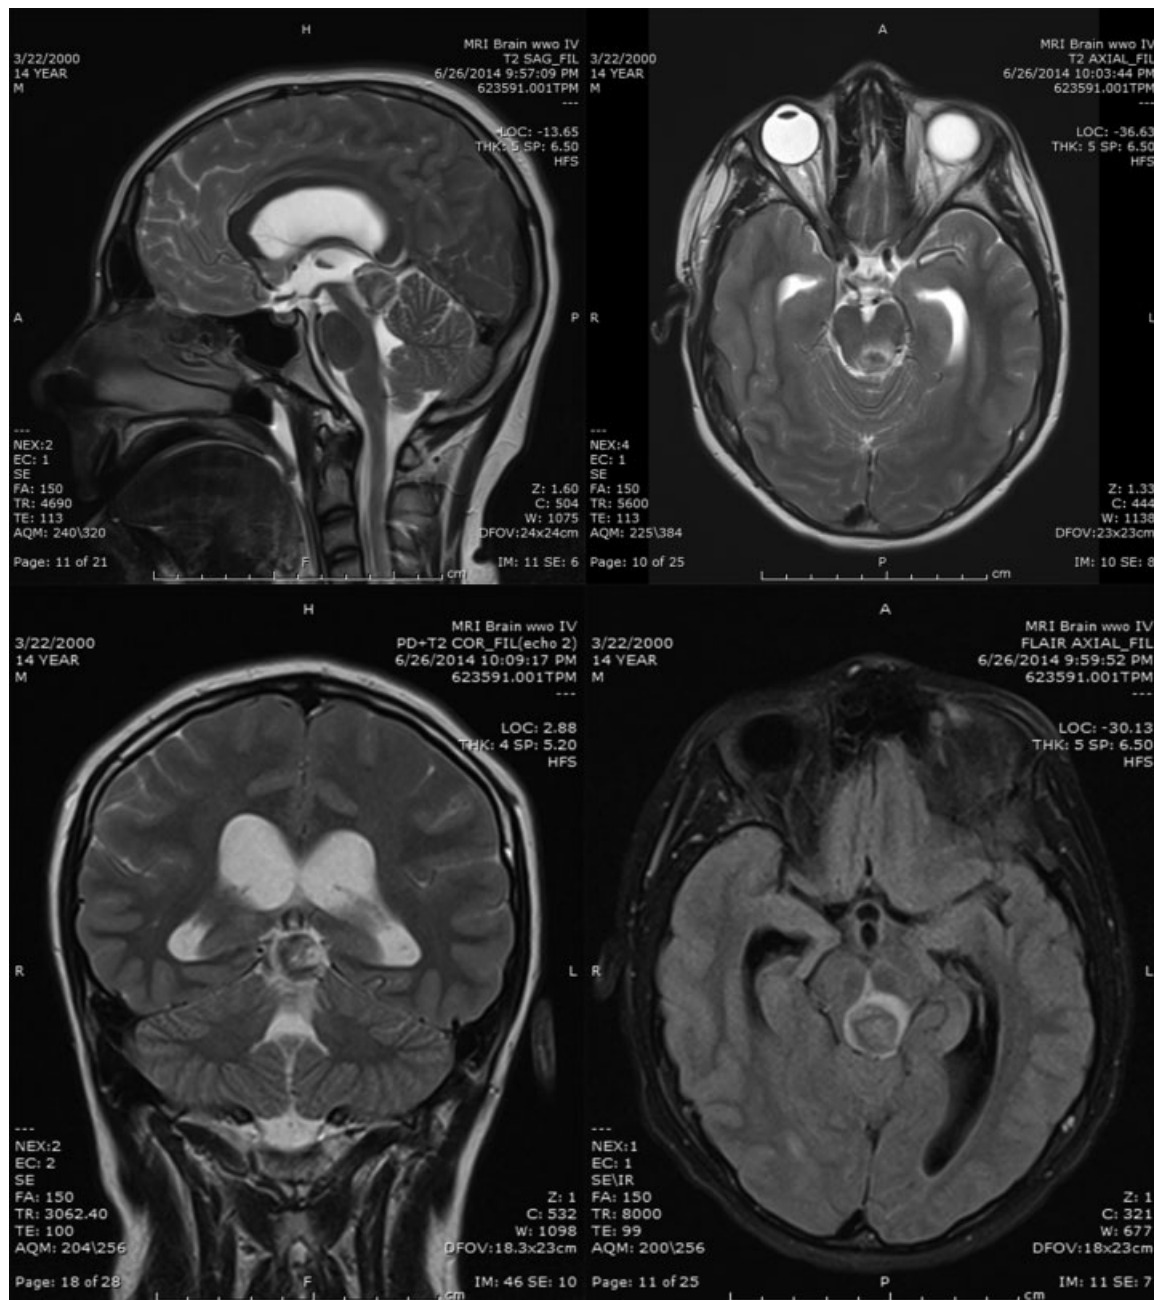 H
MRI Brain wwo IV
3/22/2000
T2 SAG_FIL
14 YEAR
6/26/2014 9:57:09 PM
M
623591.001TPM
---
LOC: -13.65
THK: 5 SP: 6.50
HFS
A
P
---
NEX:2
EC: 1
SE
FA: 150
Z: 1.60
TR: 4690
C: 504
TE: 113
W: 1075
AQM: 240\320
DFOV:24x24cm
Page: 11 of 21
F
IM: 11 SE: 6
cm
A
MRI Brain wwo IV
3/22/2000
T2 AXIAL_FIL
14 YEAR
6/26/2014 10:03:44 PM
M
623591.001TPM
---
LOC: -36.63
THK: 5 SP: 6.50
HFS
R
L
---
NEX:4
EC: 1
SE
FA: 150
Z: 1.33
TR: 5600
C: 444
TE: 113
W: 1138
AQM: 225\384
DFOV:23x23cm
Page: 10 of 25
P
IM: 10 SE: 8
cm
H
MRI Brain wwo IV
3/22/2000
PD+T2 COR_FIL(echo 2)
14 YEAR
6/26/2014 10:09:17 PM
M
623591.001TPM
---
LOC: 2.88
THK: 4 SP: 5.20
HFS
R
L
---
NEX:2
EC: 2
SE
FA: 150
Z: 1
TR: 3062.40
C: 532
TE: 100
W: 1098
AQM: 204\256
DFOV:18.3x23cm
Page: 18 of 28
F
IM: 46 SE: 10
cm
A
MRI Brain wwo IV
3/22/2000
FLAIR AXIAL_FIL
14 YEAR
6/26/2014 9:59:52 PM
M
623591.001TPM
---
LOC: -30.13
THK: 5 SP: 6.50
HFS
R
L
---
NEX:1
EC: 1
SE\IR
FA: 150
Z: 1
TR: 8000
C: 321
TE: 99
W: 677
AQM: 200\256
DFOV:18x23cm
Page: 11 of 25
P
IM: 11 SE: 7
cm